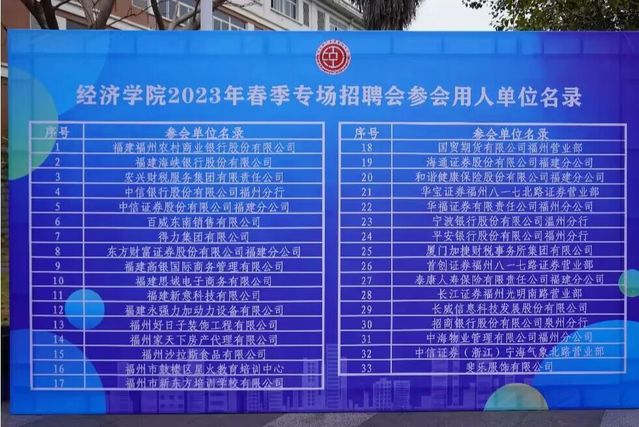 经济学院2023年春季专场招聘会参会用人单位名录
序号 参会单位名录
1 福建福州农村商业银行股份有限公司
2 福建海峡银行股份有限公司
3 安兴财税服务集团有限责任公司
4 中信银行股份有限公司福州分行
5 中信证券股份有限公司福建分公司
6 百威东南销售有限公司
7 得力集团有限公司
8 东方财富证券股份有限公司福建分公司
9 福建高银国际商务管理有限公司
10 福建思域电子商务有限公司
11 福建新意科技有限公司
12 福建永强力加动力设备有限公司
13 福州好日子装饰工程有限公司
14 福州家天下房产代理有限公司
15 福州沙拉斯食品有限公司
16 福州市鼓楼区星火教育培训中心
17 福州市新东方培训学校有限公司
序号 参会单位名录
18 国贸期货有限公司福州营业部
19 海通证券股份有限公司福建分公司
20 和谐健康保险股份有限公司福建分公司
21 华宝证券福州八一七北路证券营业部
22 华福证券有限责任公司福州分公司
23 宁波银行股份有限公司温州分行
24 平安银行股份有限公司福州分行
25 厦门加捷财税事务所集团有限公司
26 首创证券福州八一七路证券营业部
27 泰康人寿保险有限责任公司福建分公司
28 长江证券福州光明南路营业部
29 长威信息科技发展股份有限公司
30 招商银行股份有限公司泉州分行
31 中海物业管理有限公司福州分公司
32 中信证券（浙江）宁海气象北路营业部
33 斐乐服饰有限公司